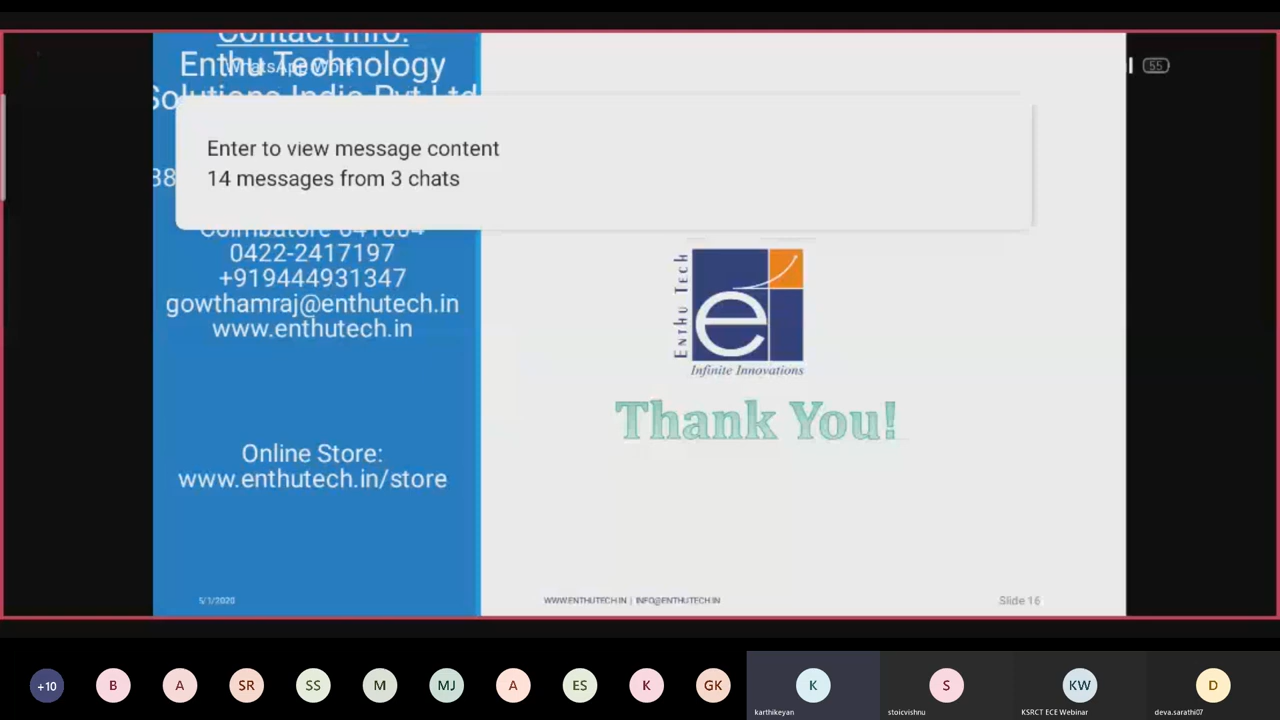 Contact Info:
Enthu Technology
WhatsApp Work
Solutions India Pvt Ltd
55
Enter to view message content
14 messages from 3 chats
88
Coimbatore 641004
0422-2417197
+919444931347
gowthamraj@enthutech.in
www.enthutech.in
Enthu Tech
e
Infinite Innovations
Thank You!
Online Store:
www.enthutech.in/store
5/1/2020
WWW.ENTHUTECH.IN | INFO@ENTHUTECH.IN
Slide 16
+10
B
A
SR
SS
M
MJ
A
ES
K
GK
K
S
KW
D
karthikeyan
stoicvishnu
KSRCT ECE Webinar
deva.sarathi07